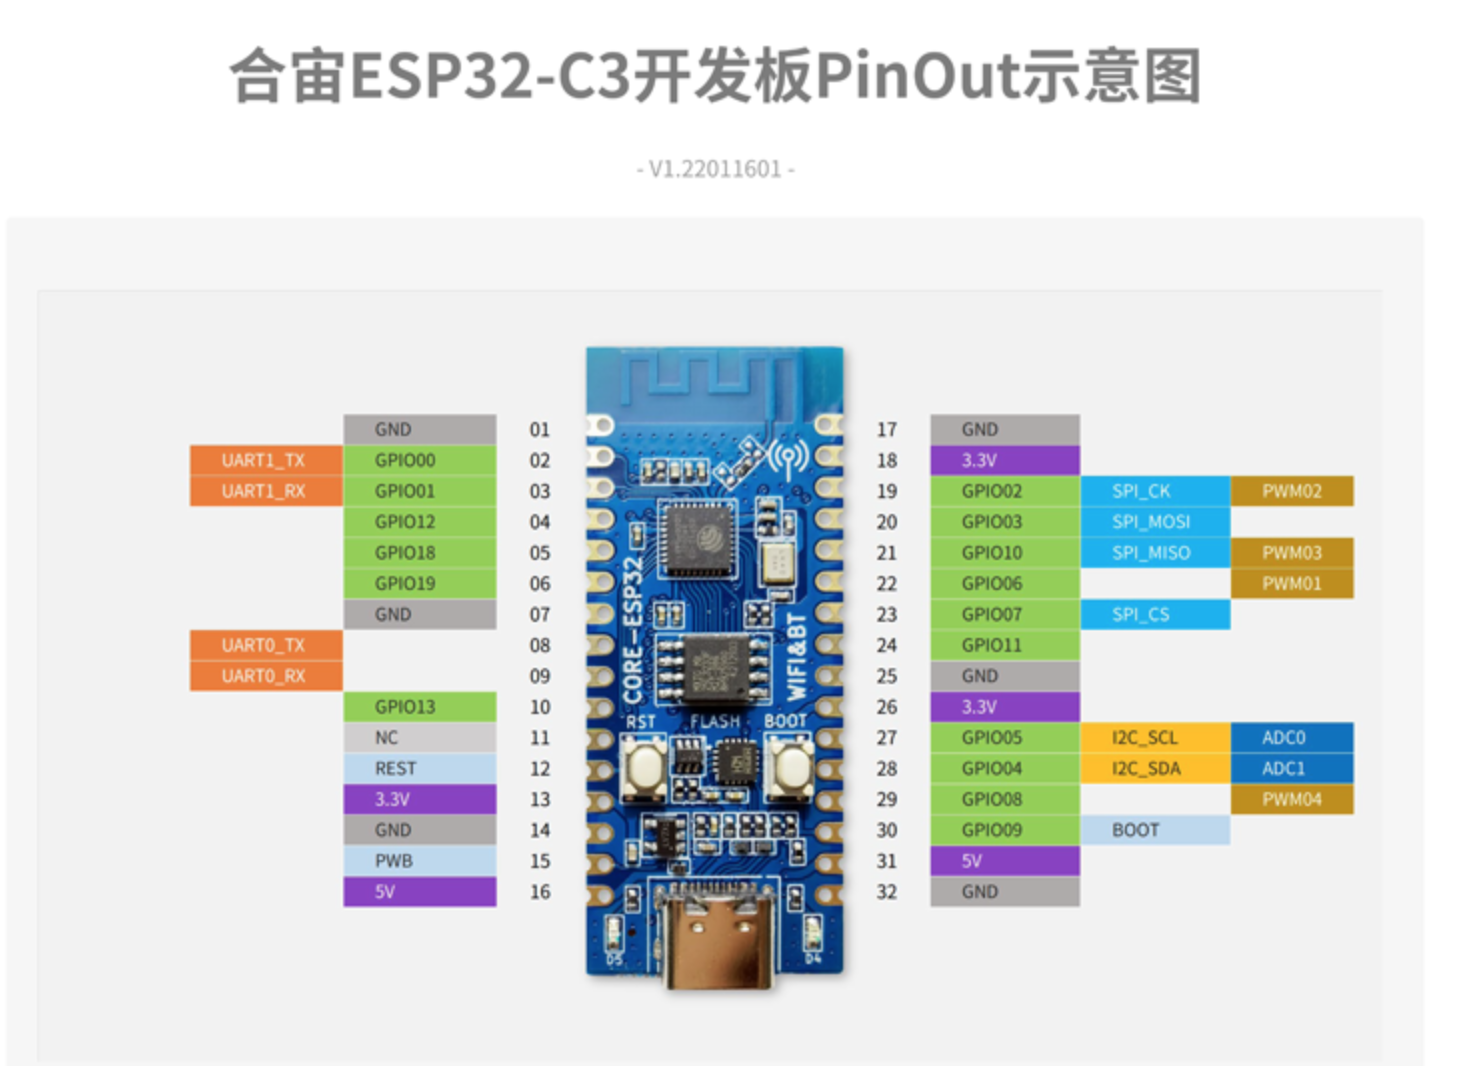 合宙ESP32-C3开发板PinOut示意图
- V1.22011601 -
GND 01 17 GND
UART1_TX GPIO00 02 18 3.3V
UART1_RX GPIO01 03 19 GPIO02 SPI_CK PWM02
GPIO12 04 20 GPIO03 SPI_MOSI
GPIO18 05 21 GPIO10 SPI_MISO PWM03
GPIO19 06 22 GPIO06 PWM01
GND 07 23 GPIO07 SPI_CS
UART0_TX 08 24 GPIO11
UART0_RX 09 25 GND
GPIO13 10 26 3.3V
NC 11 27 GPIO05 I2C_SCL ADC0
REST 12 28 GPIO04 I2C_SDA ADC1
3.3V 13 29 GPIO08 PWM04
GND 14 30 GPIO09 BOOT
PWB 15 31 5V
5V 16 32 GND
CORE-ESP32
WIFI&BT
RST FLASH BOOT
D5 D4